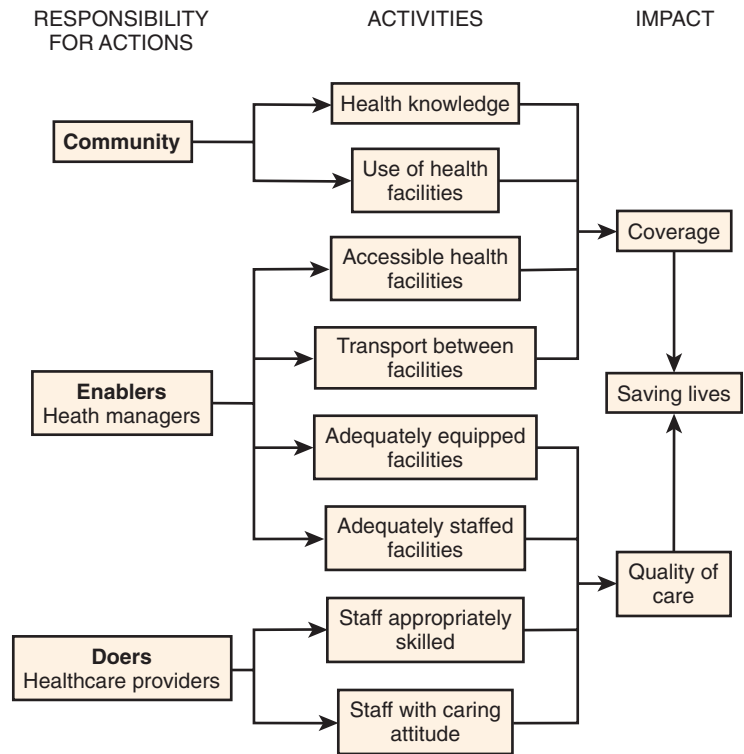 RESPONSIBILITY
FOR ACTIONS
ACTIVITIES
IMPACT
Community
Health knowledge
Use of health
facilities
Coverage
Accessible health
facilities
Transport between
facilities
Enablers
Heath managers
Saving lives
Adequately equipped
facilities
Adequately staffed
facilities
Quality of
care
Staff appropriately
skilled
Doers
Healthcare providers
Staff with caring
attitude